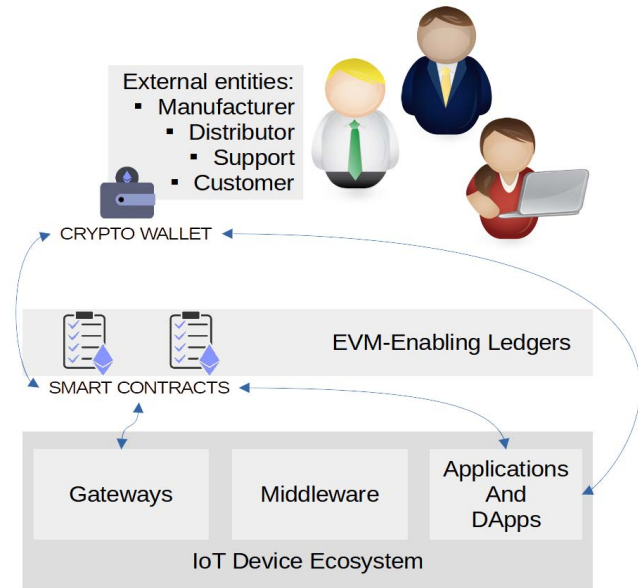 External entities:
▪ Manufacturer
▪ Distributor
▪ Support
▪ Customer
CRYPTO WALLET
EVM-Enabling Ledgers
SMART CONTRACTS
Gateways
Middleware
Applications
And
DApps
IoT Device Ecosystem